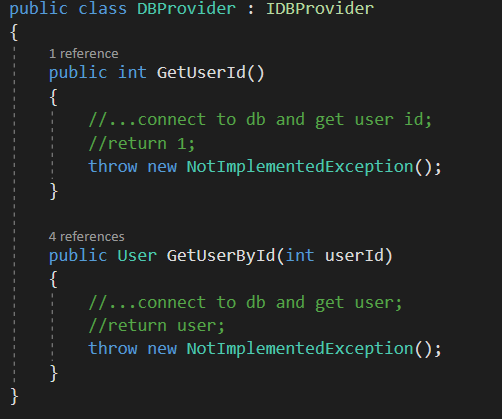 public class DBProvider : IDBProvider
{
1 reference
public int GetUserId()
{
//...connect to db and get user id;
//return 1;
throw new NotImplementedException();
}
4 references
public User GetUserById(int userId)
{
//...connect to db and get user;
//return user;
throw new NotImplementedException();
}
}